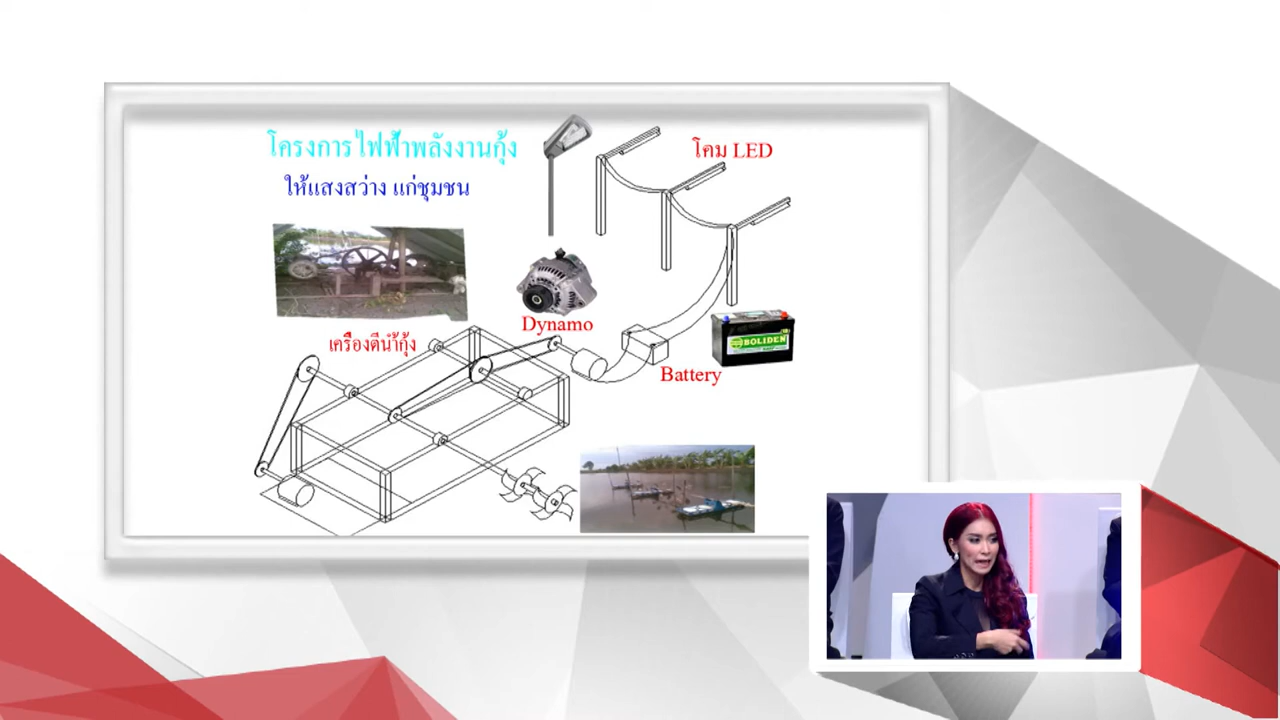 โครงการไฟฟ้าพลังงานกุ้ง
ให้แสงสว่าง แก่ชุมชน
โคม LED
Dynamo
เครื่องตีน้ำกุ้ง
BOLIDEN
Battery